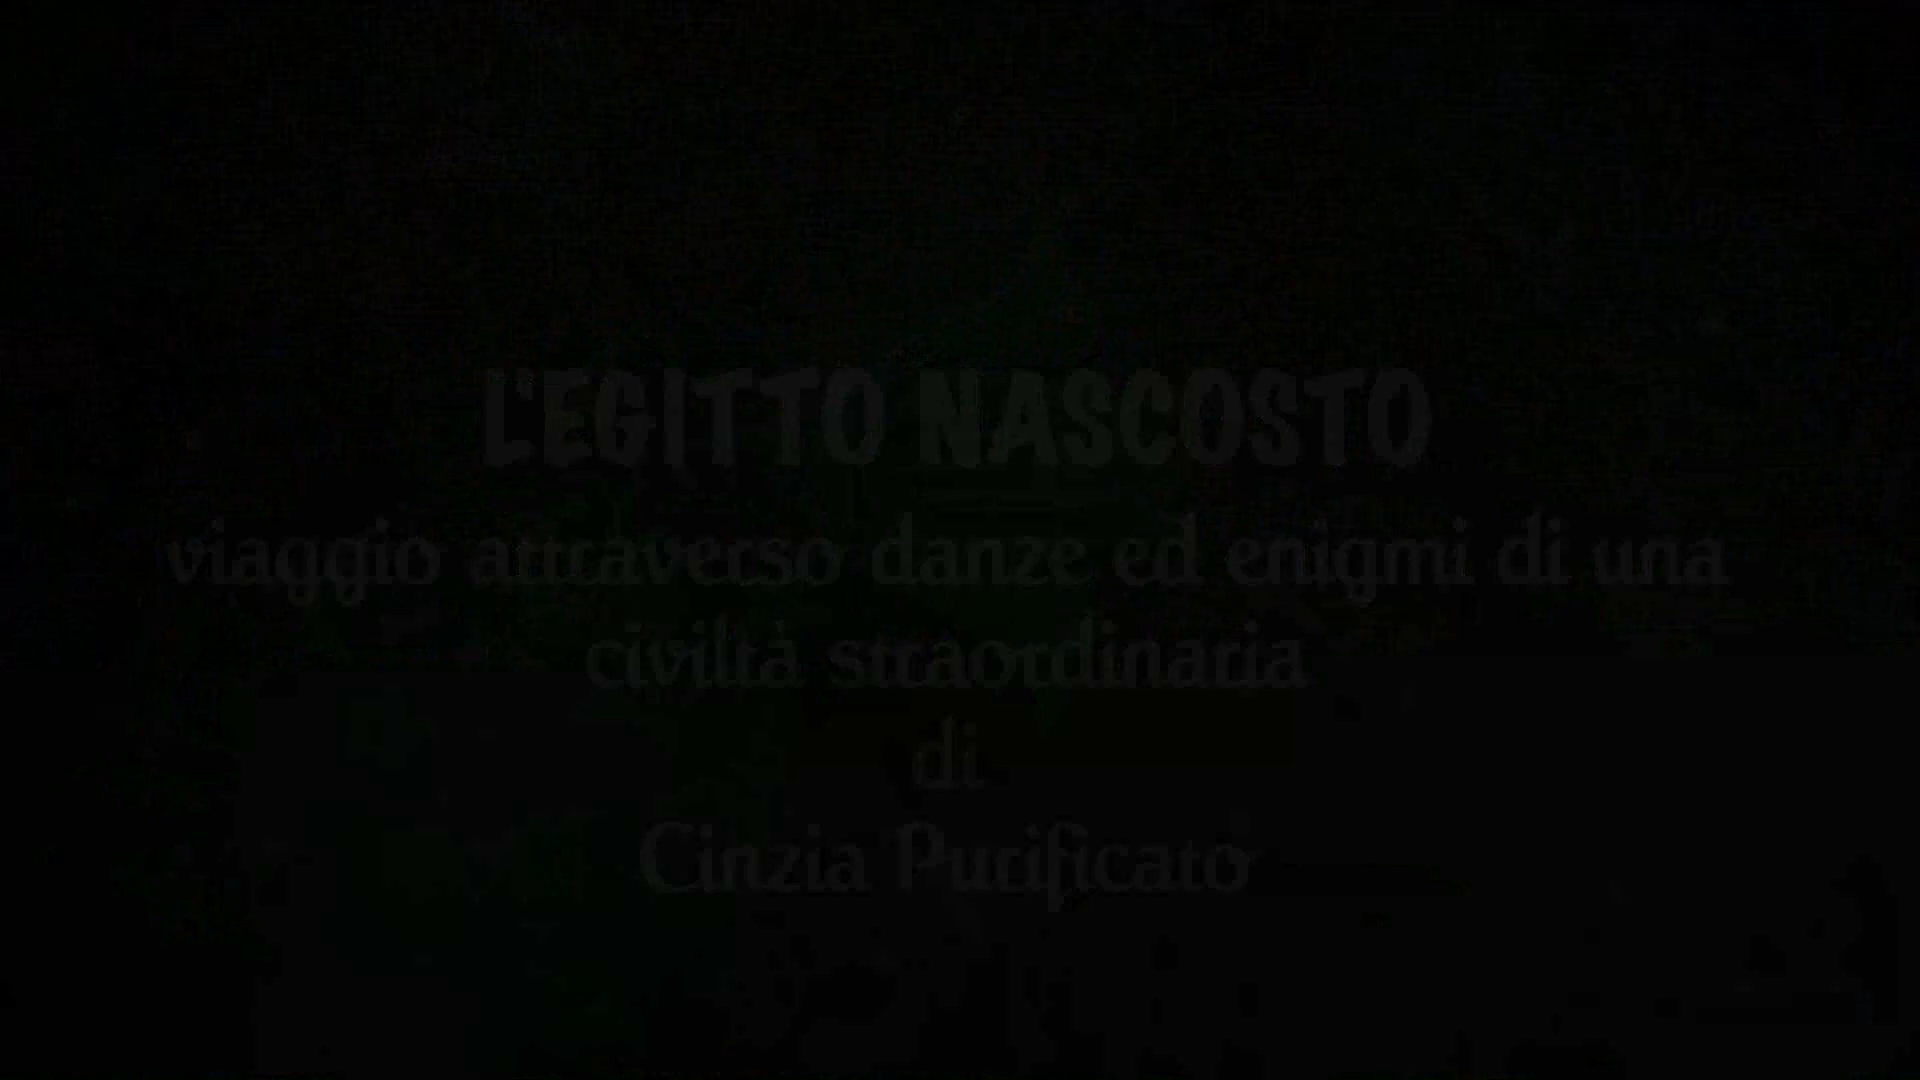 L'EGITTO NASCOSTO
viaggio attraverso danze ed enigmi di una
civiltà straordinaria
di
Cinzia Purificato